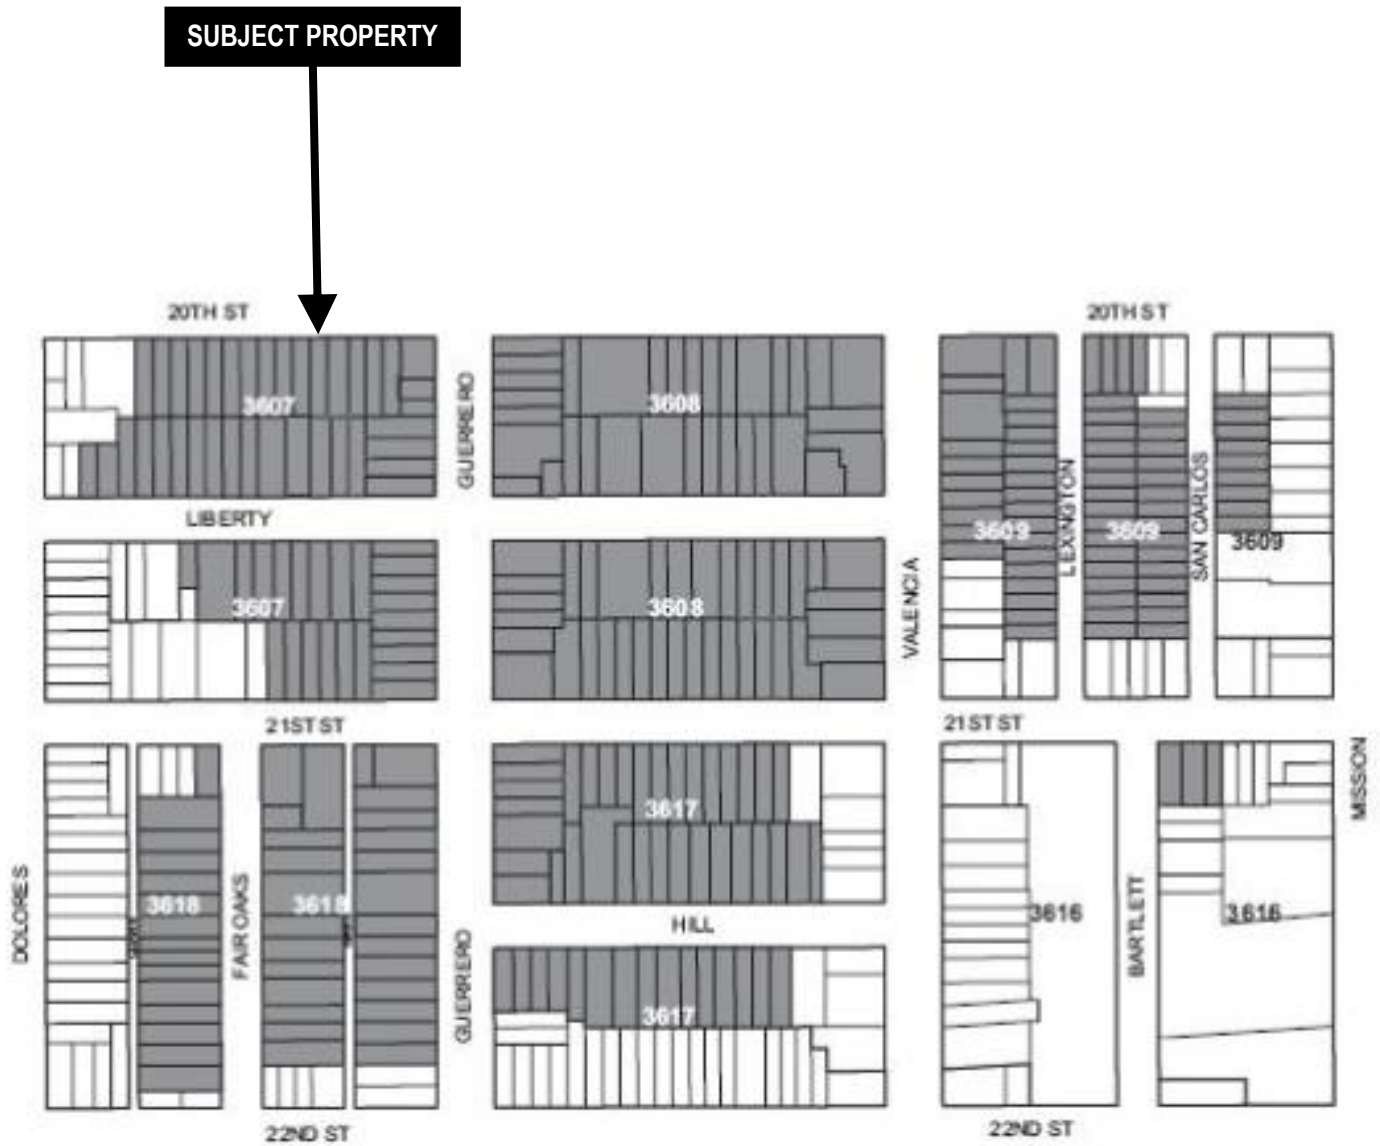 SUBJECT PROPERTY
20TH ST
20TH ST
3607
GUERRERO
3608
LIBERTY
3609
LEXINGTON
3609
SAN CARLOS
3609
3607
3608
VALENCIA
21ST ST
21ST ST
MISSION
3617
DOLORES
3618
FAIR OAKS
3618
HILL
3616
BARTLETT
3616
GUERRERO
3617
22ND ST
22ND ST